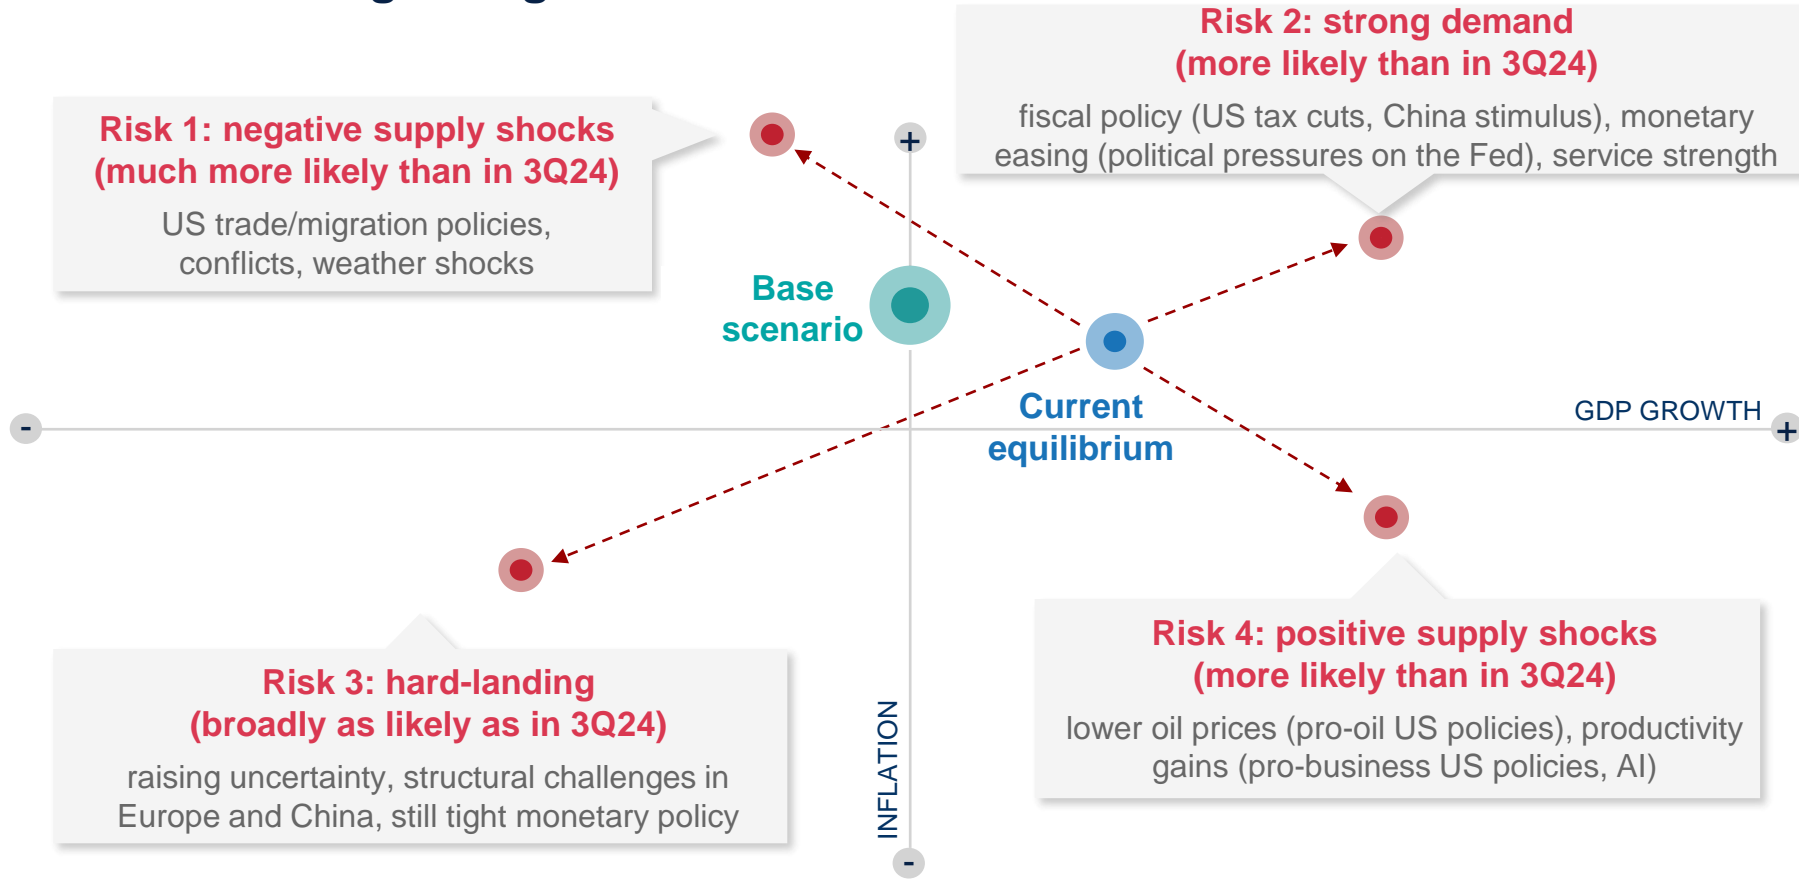 Risk 2: strong demand
(more likely than in 3Q24)
fiscal policy (US tax cuts, China stimulus), monetary
easing (political pressures on the Fed), service strength
Risk 1: negative supply shocks
(much more likely than in 3Q24)
US trade/migration policies,
conflicts, weather shocks
+
Base
scenario
Current
equilibrium
-
GDP GROWTH
+
Risk 3: hard-landing
(broadly as likely as in 3Q24)
raising uncertainty, structural challenges in
Europe and China, still tight monetary policy
INFLATION
-
Risk 4: positive supply shocks
(more likely than in 3Q24)
lower oil prices (pro-oil US policies), productivity
gains (pro-business US policies, AI)